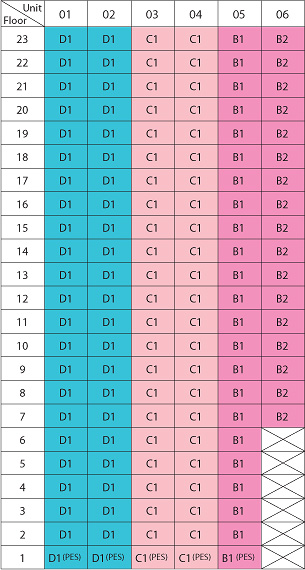 Unit
Floor 01 02 03 04 05 06
23 D1 D1 C1 C1 B1 B2
22 D1 D1 C1 C1 B1 B2
21 D1 D1 C1 C1 B1 B2
20 D1 D1 C1 C1 B1 B2
19 D1 D1 C1 C1 B1 B2
18 D1 D1 C1 C1 B1 B2
17 D1 D1 C1 C1 B1 B2
16 D1 D1 C1 C1 B1 B2
15 D1 D1 C1 C1 B1 B2
14 D1 D1 C1 C1 B1 B2
13 D1 D1 C1 C1 B1 B2
12 D1 D1 C1 C1 B1 B2
11 D1 D1 C1 C1 B1 B2
10 D1 D1 C1 C1 B1 B2
9 D1 D1 C1 C1 B1 B2
8 D1 D1 C1 C1 B1 B2
7 D1 D1 C1 C1 B1 B2
6 D1 D1 C1 C1 B1
5 D1 D1 C1 C1 B1
4 D1 D1 C1 C1 B1
3 D1 D1 C1 C1 B1
2 D1 D1 C1 C1 B1
1 D1 (PES) D1 (PES) C1 (PES) C1 (PES) B1 (PES)